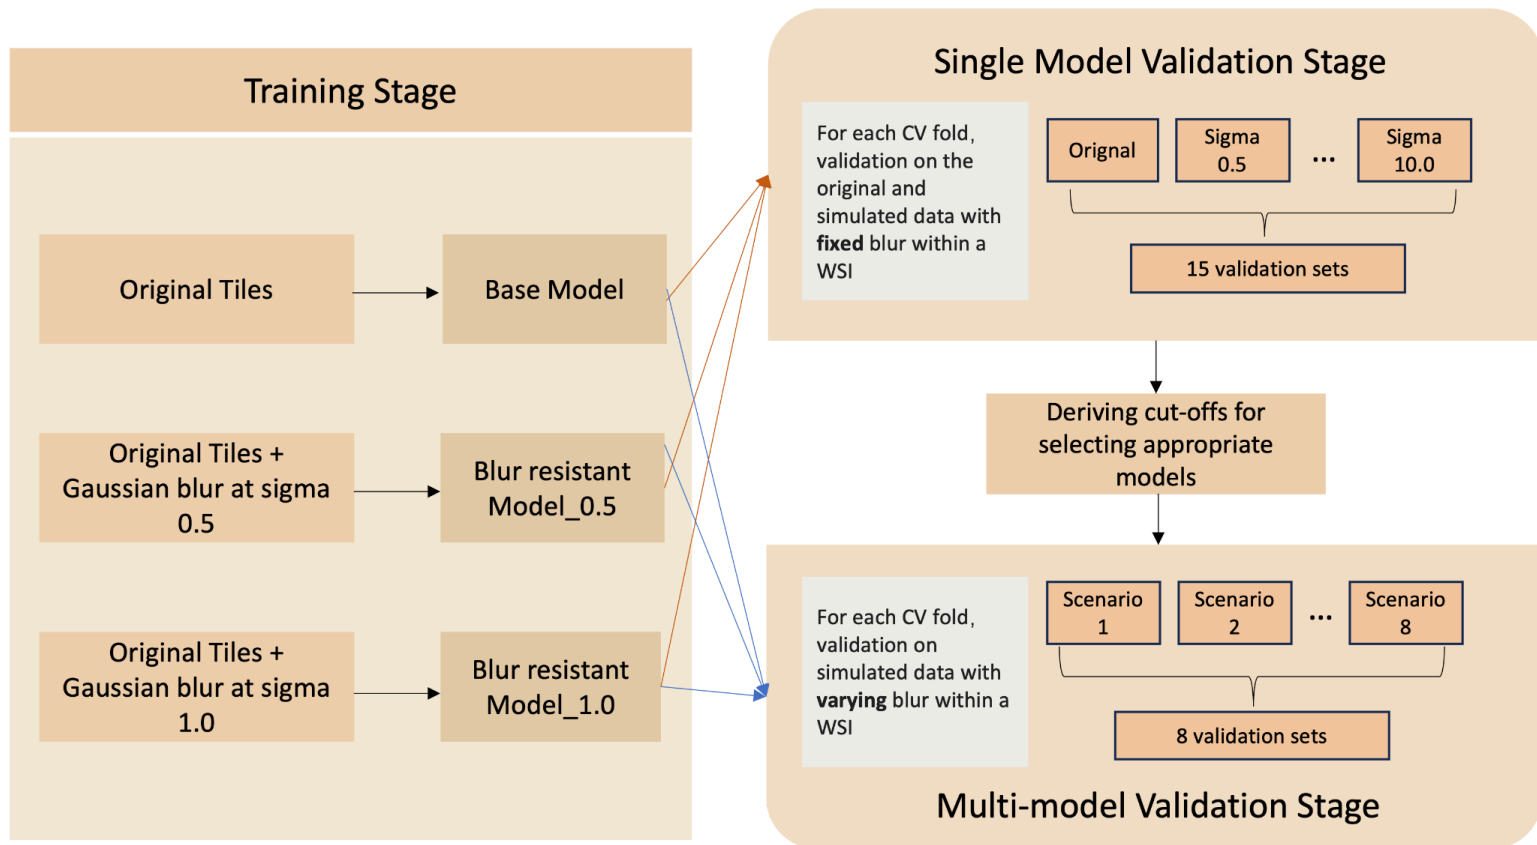 Training Stage
Original Tiles
Base Model
Original Tiles +
Gaussian blur at sigma
0.5
Blur resistant
Model_0.5
Original Tiles +
Gaussian blur at sigma
1.0
Blur resistant
Model_1.0
Single Model Validation Stage
For each CV fold,
validation on the
original and
simulated data with
fixed blur within a
WSI
Orignal
Sigma
0.5
...
Sigma
10.0
15 validation sets
Deriving cut-offs for
selecting appropriate
models
For each CV fold,
validation on
simulated data with
varying blur within a
WSI
Scenario
1
Scenario
2
...
Scenario
8
8 validation sets
Multi-model Validation Stage